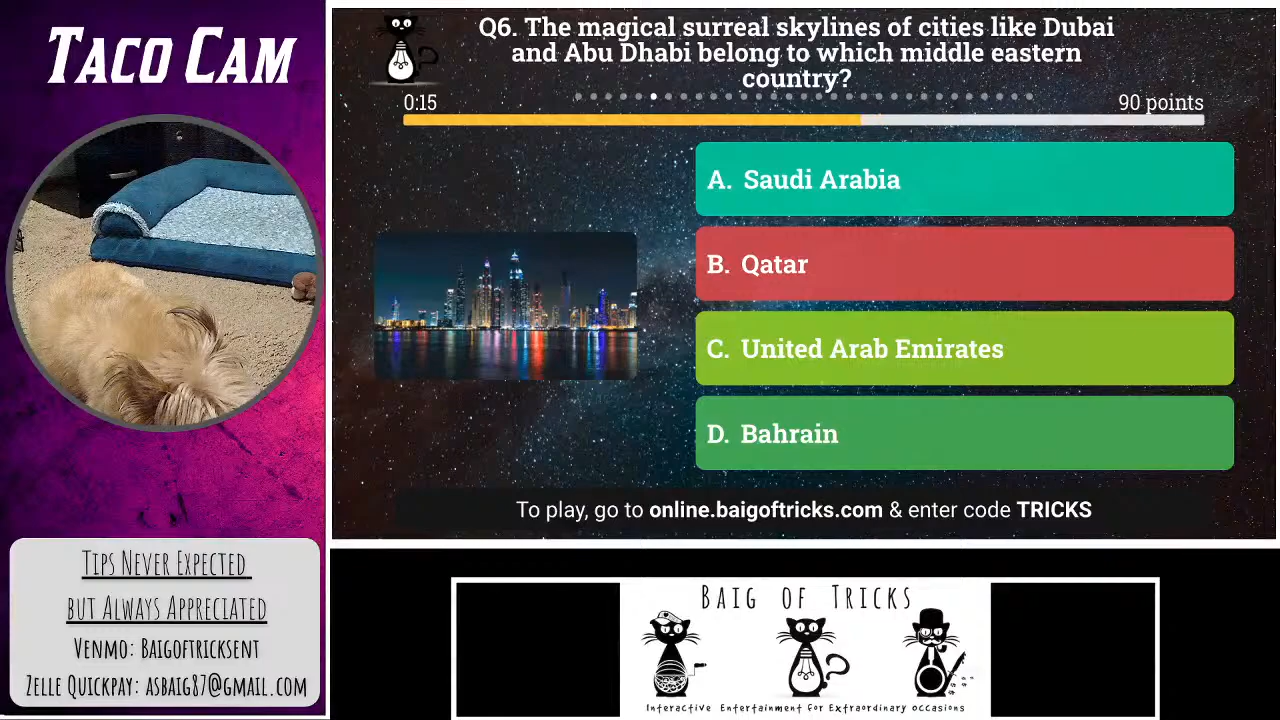 TACO CAM
Q6. The magical surreal skylines of cities like Dubai
and Abu Dhabi belong to which middle eastern
country?
0:15
90 points
A. Saudi Arabia
B. Qatar
C. United Arab Emirates
D. Bahrain
To play, go to online.baigoftricks.com & enter code TRICKS
TIPS NEVER EXPECTED
BUT ALWAYS APPRECIATED
VENMO: BAIGOFTRICKSENT
ZELLE QUICKPAY: ASBAIG87@GMAIL.COM
BAIG OF TRICKS
Interactive Entertainment for Extraordinary Occasions